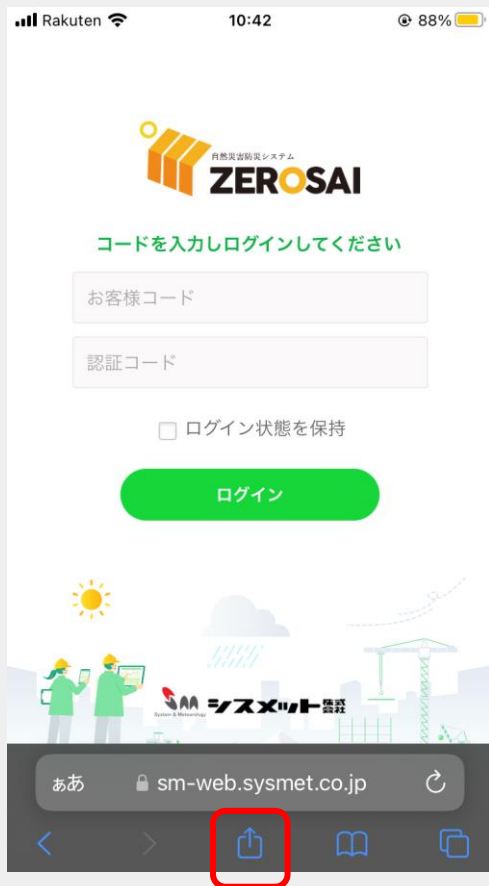 Rakuten 10:42 88%
自然災害防災システム
ZEROSAI
コードを入力しログインしてください
お客様コード
認証コード
ログイン状態を保持
ログイン
SM シスメット株式会社
System & Meteorology
ぁあ sm-web.sysmet.co.jp